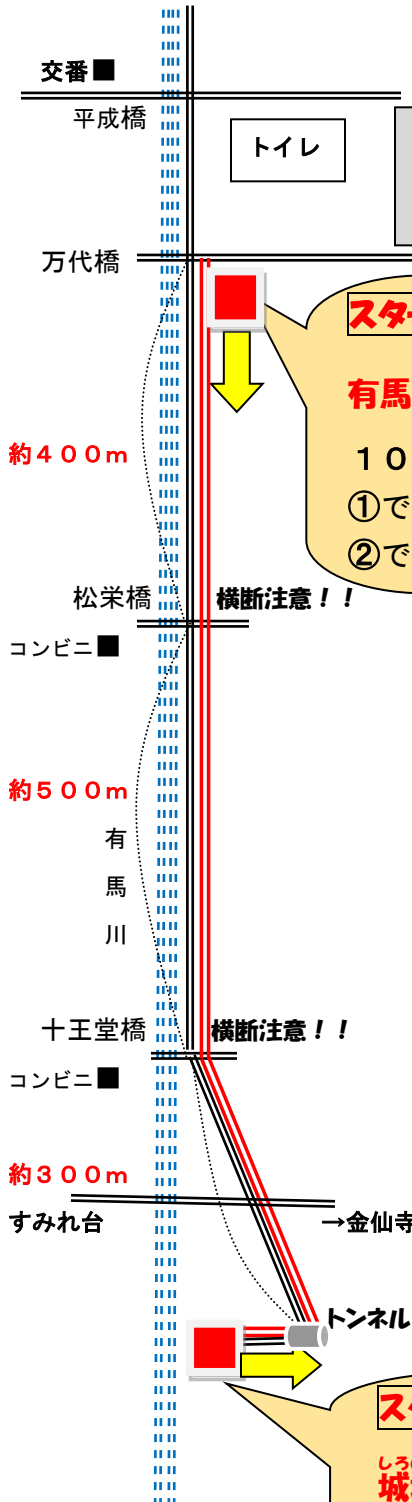 交番■
平成橋
トイレ
万代橋
スター
有馬
約４００ｍ
１０
①で
②で
松栄橋
横断注意！！
コンビニ■
約５００ｍ
有馬川
十王堂橋
横断注意！！
コンビニ■
約３００ｍ
すみれ台
→金仙寺
トンネル
ス
しろ
城